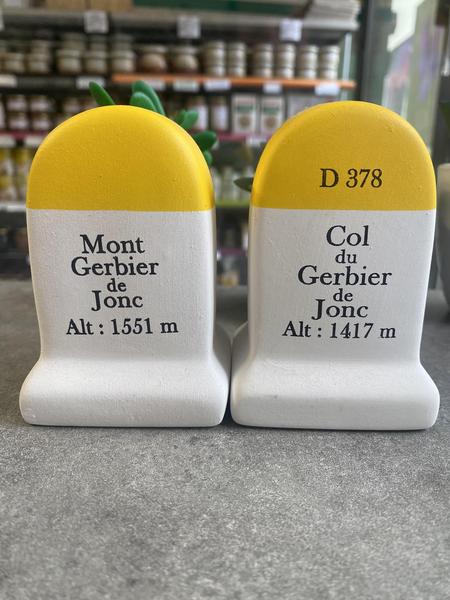 Mont
Gerbier
de
Jonc
Alt : 1551 m
D 378
Col
du
Gerbier
de
Jonc
Alt : 1417 m